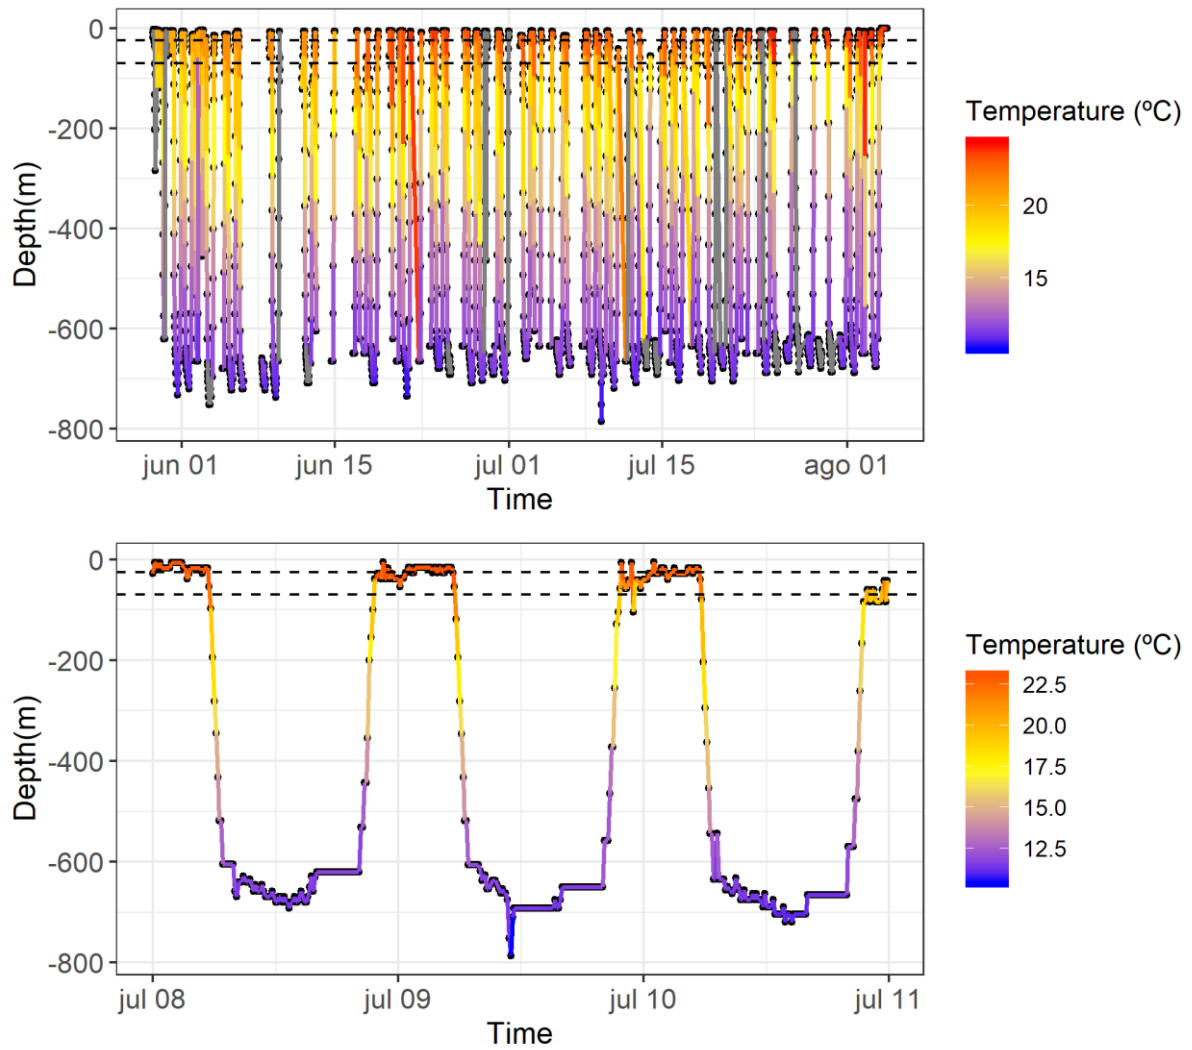 0
-200
-400
-600
-800
Depth(m)
jun 01 jun 15 jul 01 jul 15 ago 01
Time
Temperature (ºC)
20
15
0
-200
-400
-600
-800
Depth(m)
jul 08 jul 09 jul 10 jul 11
Time
Temperature (ºC)
22.5
20.0
17.5
15.0
12.5